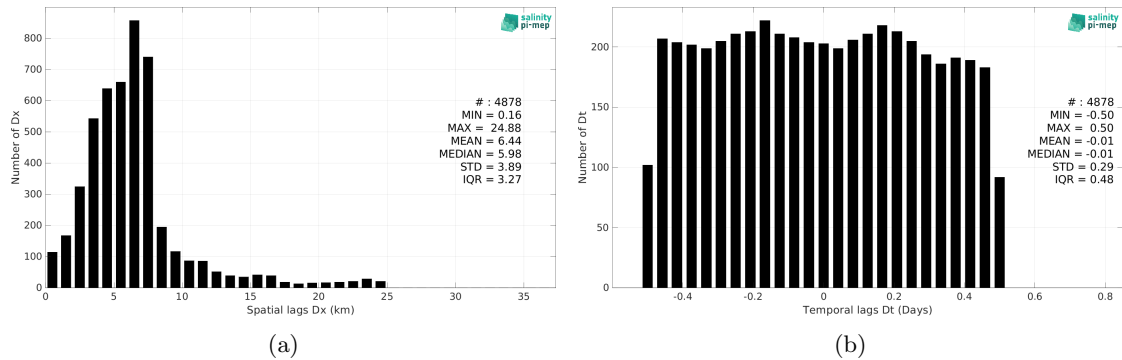 800
700
600
500
400
300
200
100
0
Number of Dx
0 5 10 15 20 25 30 35
Spatial lags Dx (km)
salinity
pi-mep
# : 4878
MIN = 0.16
MAX = 24.88
MEAN = 6.44
MEDIAN = 5.98
STD = 3.89
IQR = 3.27
(a)
200
150
100
50
0
Number of Dt
-0.4 -0.2 0 0.2 0.4 0.6 0.8
Temporal lags Dt (Days)
salinity
pi-mep
# : 4878
MIN = -0.50
MAX = 0.50
MEAN = -0.01
MEDIAN = -0.01
STD = 0.29
IQR = 0.48
(b)